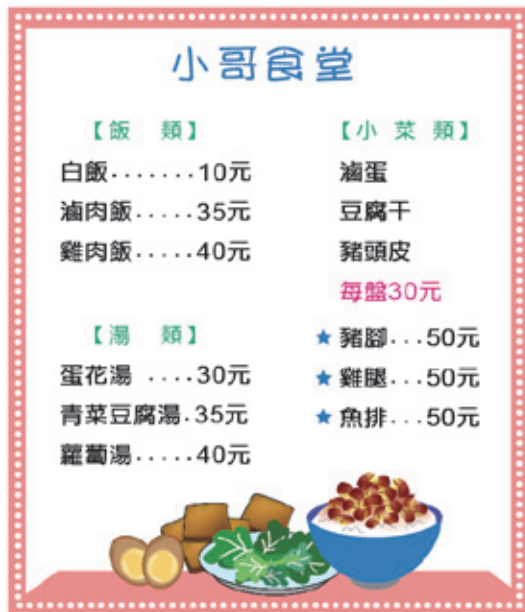 小哥食堂
【飯 類】
白飯.......10元
滷肉飯.....35元
雞肉飯.....40元
【湯 類】
蛋花湯 ....30元
青菜豆腐湯.35元
蘿蔔湯.....40元
【小 菜 類】
滷蛋
豆腐干
豬頭皮
每盤30元
★豬腳...50元
★雞腿...50元
★魚排...50元